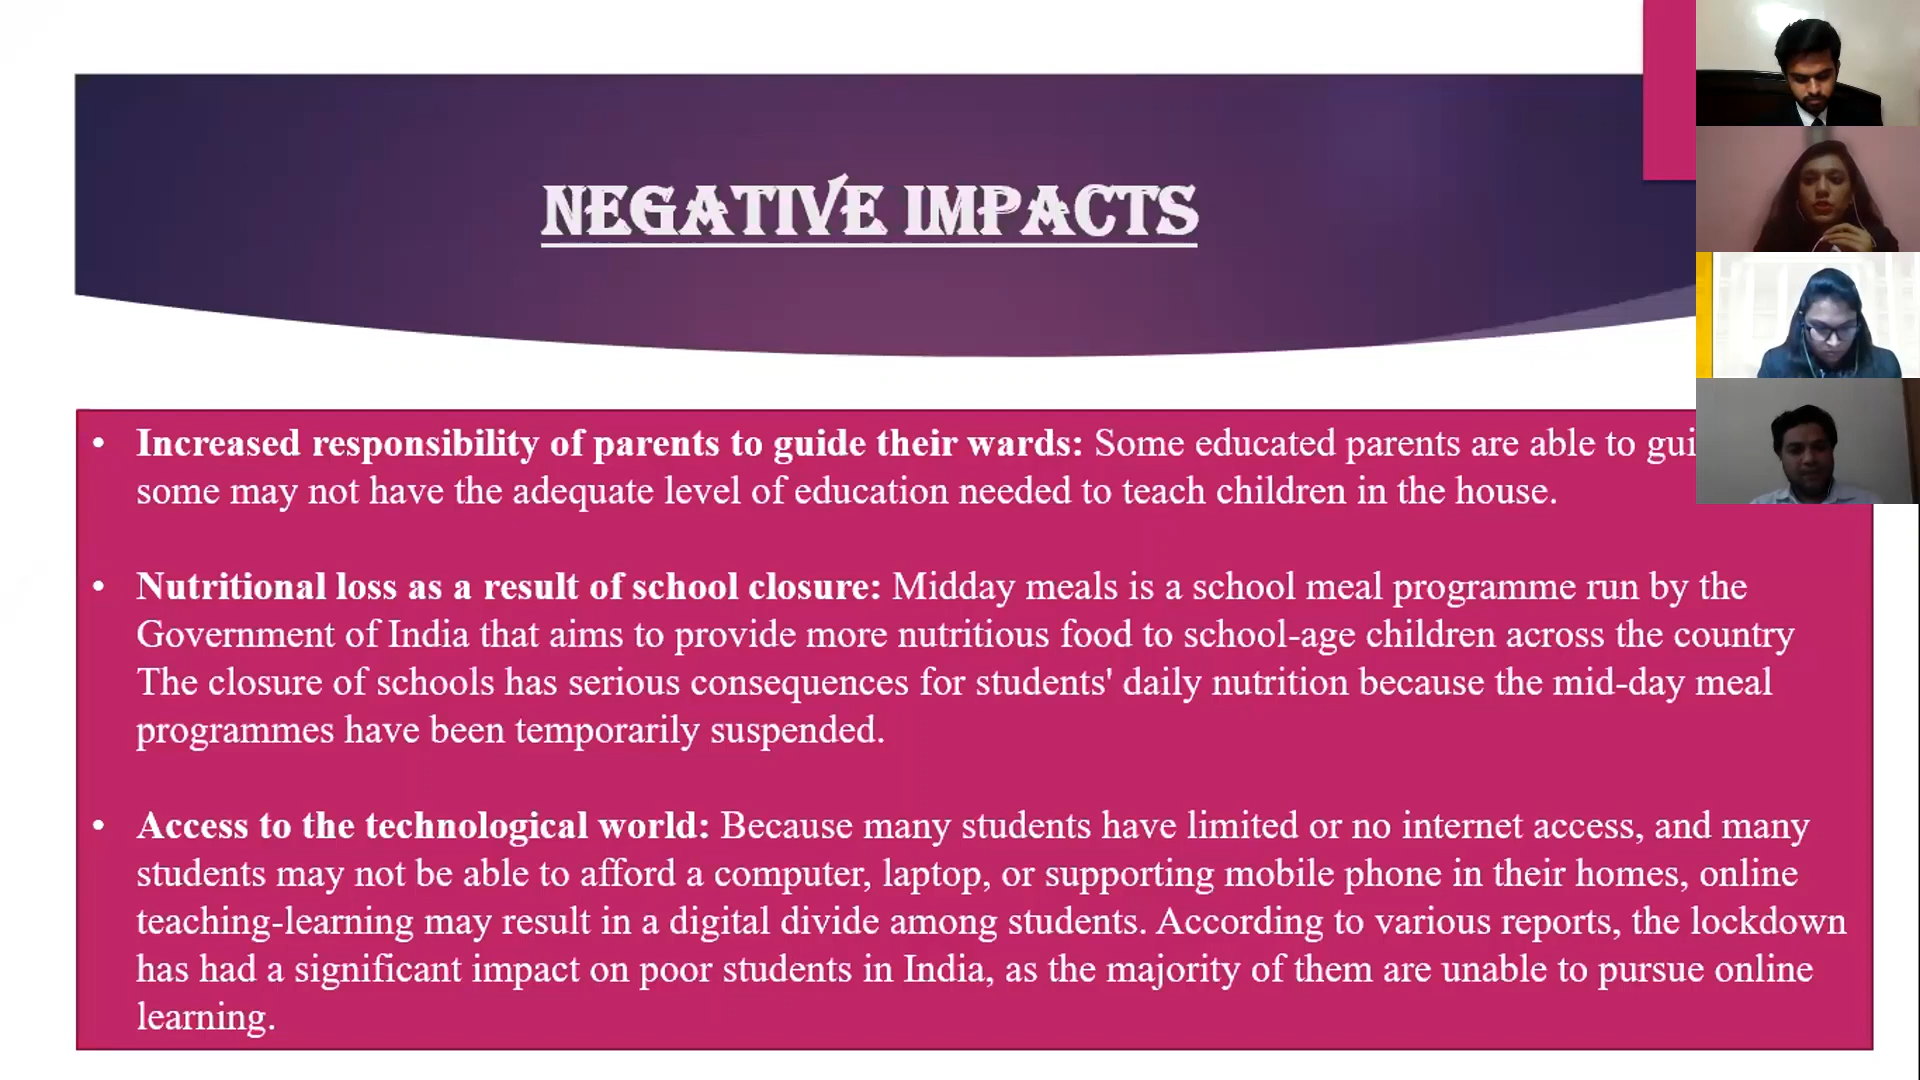 NEGATIVE IMPACTS
• Increased responsibility of parents to guide their wards: Some educated parents are able to
some may not have the adequate level of education needed to teach children in the house.
• Nutritional loss as a result of school closure: Midday meals is a school meal programme run by the
Government of India that aims to provide more nutritious food to school-age children across the country
The closure of schools has serious consequences for students' daily nutrition because the mid-day meal
programmes have been temporarily suspended.
• Access to the technological world: Because many students have limited or no internet access, and many
students may not be able to afford a computer, laptop, or supporting mobile phone in their homes, online
teaching-learning may result in a digital divide among students. According to various reports, the lockdown
has had a significant impact on poor students in India, as the majority of them are unable to pursue online
learning.